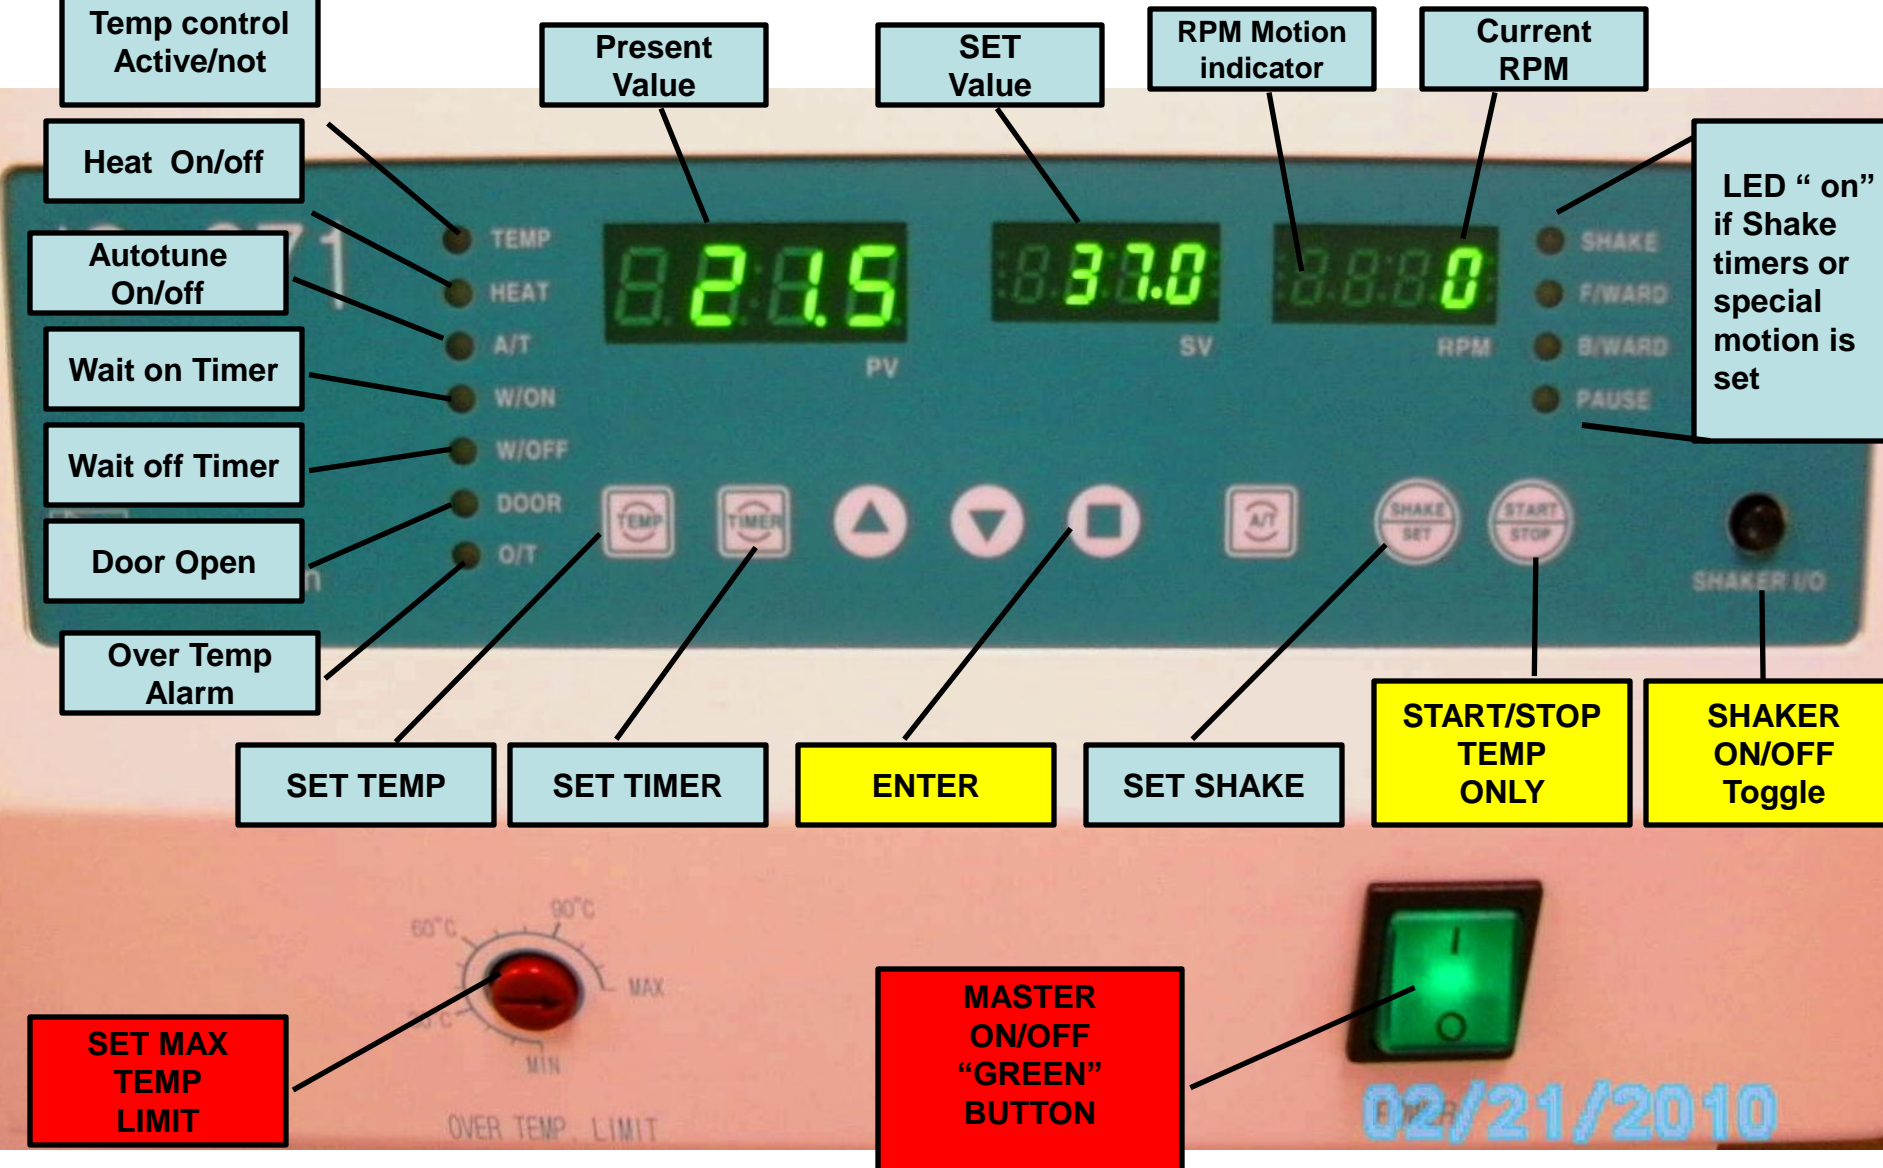 Temp control
Active/not
Present
Value
SET
Value
RPM Motion
indicator
Current
RPM
Heat On/off
Autotune
On/off
Wait on Timer
Wait off Timer
Door Open
Over Temp
Alarm
71
TEMP
HEAT
A/T
W/ON
W/OFF
DOOR
O/T
21.5
PV
37.0
SV
0
RPM
SHAKE
F/WARD
B/WARD
PAUSE
LED “ on”
if Shake
timers or
special
motion is
set
TEMP
TIMER
A/T
SHAKE
SET
START
STOP
SHAKER I/O
SET TEMP
SET TIMER
ENTER
SET SHAKE
START/STOP
TEMP
ONLY
SHAKER
ON/OFF
Toggle
60°C
90°C
MAX
MIN
OVER TEMP. LIMIT
SET MAX
TEMP
LIMIT
MASTER
ON/OFF
“GREEN”
BUTTON
I
O
02/21/2010